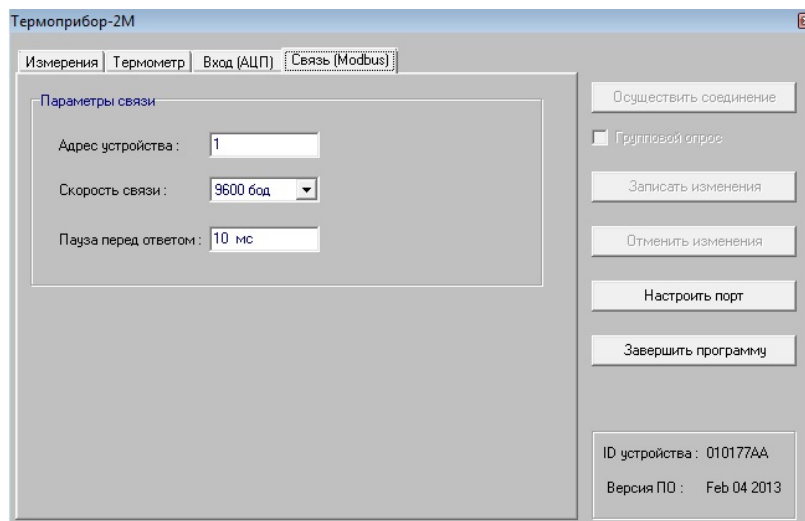 Термоприбор-2М
Измерения Термометр Вход (АЦП) Связь (Modbus)
Параметры связи
Адрес устройства : 1
Скорость связи : 9600 бод
Пауза перед ответом : 10 мс
Осуществить соединение
Групповой опрос
Записать изменения
Отменить изменения
Настроить порт
Завершить программу
ID устройства : 010177AA
Версия ПО : Feb 04 2013